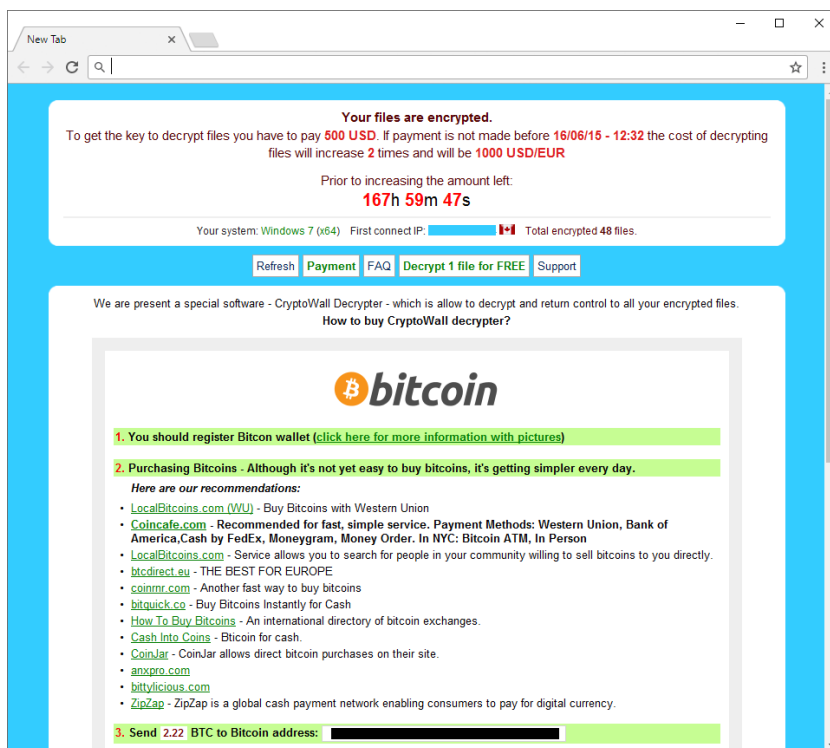 New Tab
Your files are encrypted.
To get the key to decrypt files you have to pay 500 USD. If payment is not made before 16/06/15 - 12:32 the cost of decrypting
files will increase 2 times and will be 1000 USD/EUR
Prior to increasing the amount left:
167h 59m 47s
Your system: Windows 7 (x64) First connect IP: Total encrypted 48 files.
Refresh Payment FAQ Decrypt 1 file for FREE Support
We are present a special software - CryptoWall Decrypter - which is allow to decrypt and return control to all your encrypted files.
How to buy CryptoWall decrypter?
bitcoin
1. You should register Bitcon wallet (click here for more information with pictures)
2. Purchasing Bitcoins - Although it's not yet easy to buy bitcoins, it's getting simpler every day.
Here are our recommendations:
• LocalBitcoins.com (WU) - Buy Bitcoins with Western Union
• Coincafe.com - Recommended for fast, simple service. Payment Methods: Western Union, Bank of
America,Cash by FedEx, Moneygram, Money Order. In NYC: Bitcoin ATM, In Person
• LocalBitcoins.com - Service allows you to search for people in your community willing to sell bitcoins to you directly.
• btcdirect.eu - THE BEST FOR EUROPE
• coinrnr.com - Another fast way to buy bitcoins
• bitquick.co - Buy Bitcoins Instantly for Cash
• How To Buy Bitcoins - An international directory of bitcoin exchanges.
• Cash Into Coins - Bticoin for cash.
• CoinJar - CoinJar allows direct bitcoin purchases on their site.
• anxpro.com
• bittylicious.com
• ZipZap - ZipZap is a global cash payment network enabling consumers to pay for digital currency.
3. Send 2.22 BTC to Bitcoin address: